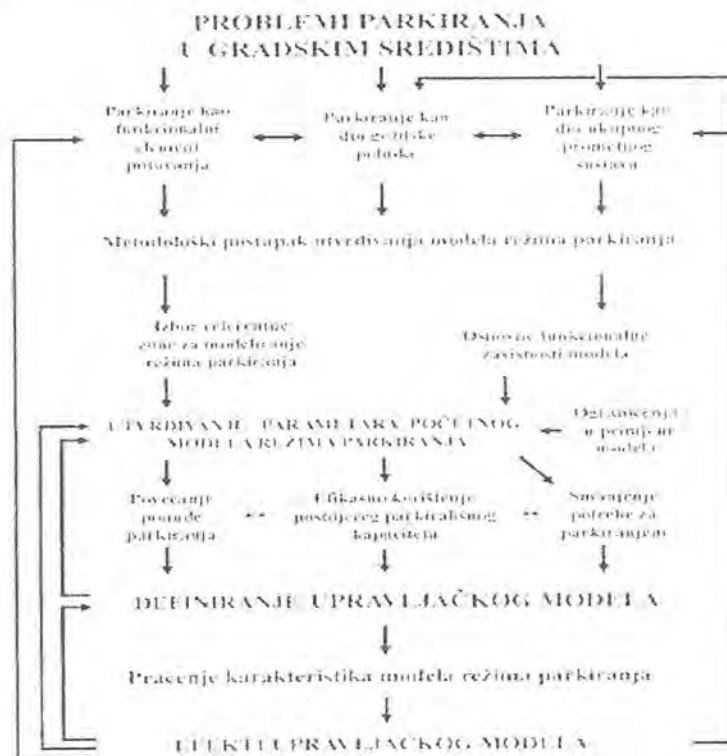 PROBLEMI PARKIRANJA
U GRADSKIM SREDIŠTIMA
Parkiranje kao
funkcionalni
element
putovanja
Parkiranje kao
dio gradske
politike
Parkiranje kao
dio ukupnog
prometnog
sustava
Metodološki postupak utvrđivanja modela režima parkiranja
Izbor referentne
zone za modeliranje
režima parkiranja
Osnovne funkcionalne
zavisnosti modela
UTVRĐIVANJE PARAMETARA POČETNOG
MODELA REŽIMA PARKIRANJA
Ograničenja
u primjeni
modela
Povećanje
ponude
parkiranja
Efikasno korištenje
postojećeg parkirališnog
kapaciteta
Smanjenje
potrebe za
parkiranjem
DEFINIRANJE UPRAVLJAČKOG MODELA
Praćenje karakteristika modela režima parkiranja
EFEKTI UPRAVLJAČKOG MODELA